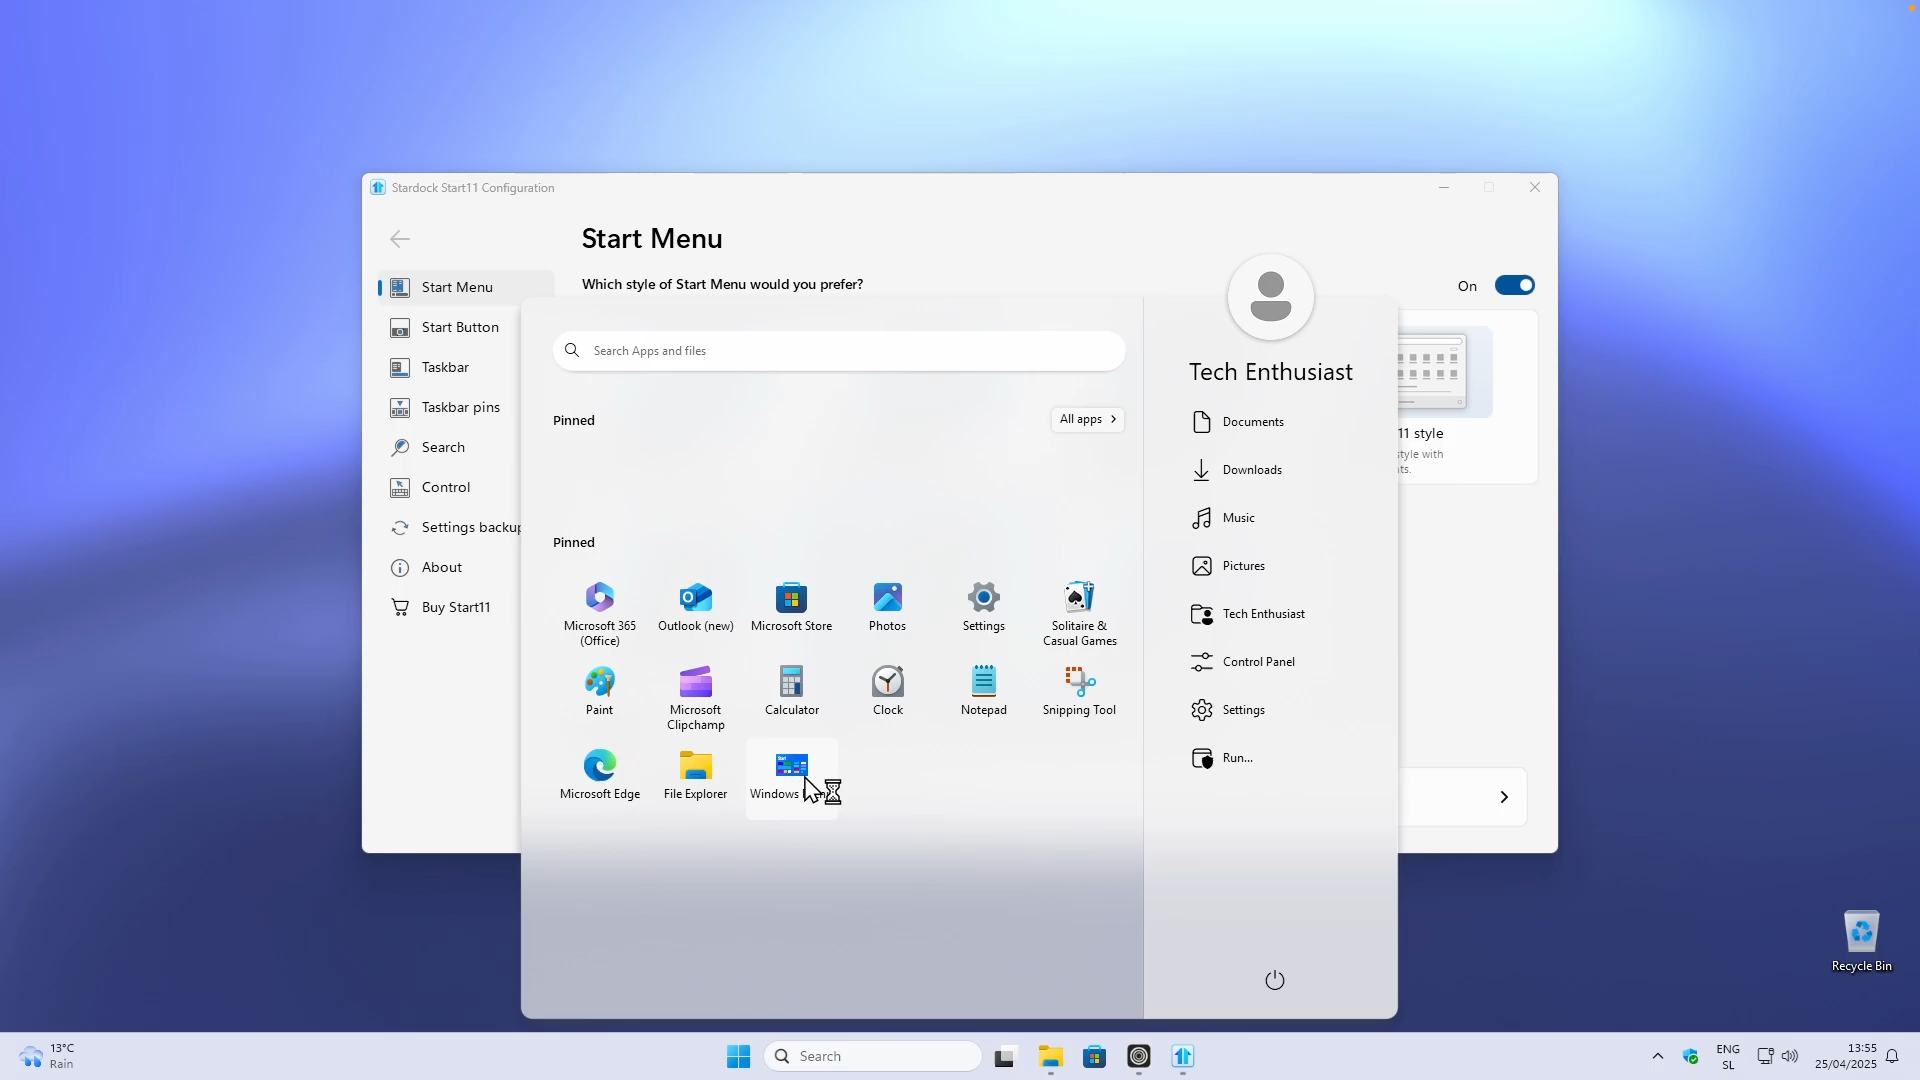 Stardock Start11 Configuration
Start Menu
Which style of Start Menu would you prefer?
On
Start Menu
Start Button
Taskbar
Taskbar pins
Search
Control
Settings backup
About
Buy Start11
11 style
style with
ts.
Search Apps and files
Pinned
All apps
Pinned
Microsoft 365
(Office)
Outlook (new)
Microsoft Store
Photos
Settings
Solitaire &
Casual Games
Paint
Microsoft
Clipchamp
Calculator
Clock
Notepad
Snipping Tool
Microsoft Edge
File Explorer
Windows
Tech Enthusiast
Documents
Downloads
Music
Pictures
Tech Enthusiast
Control Panel
Settings
Run...
Recycle Bin
13°C
Rain
Search
ENG
SL
13:55
25/04/2025